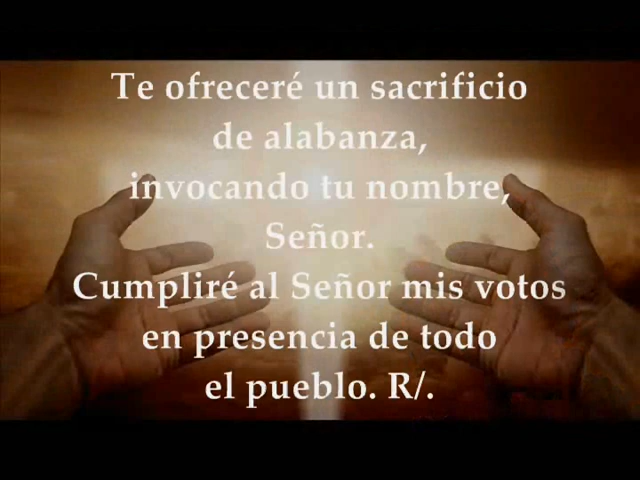 Te ofreceré un sacrificio
de alabanza,
invocando tu nombre,
Señor.
Cumpliré al Señor mis votos
en presencia de todo
el pueblo. R/.